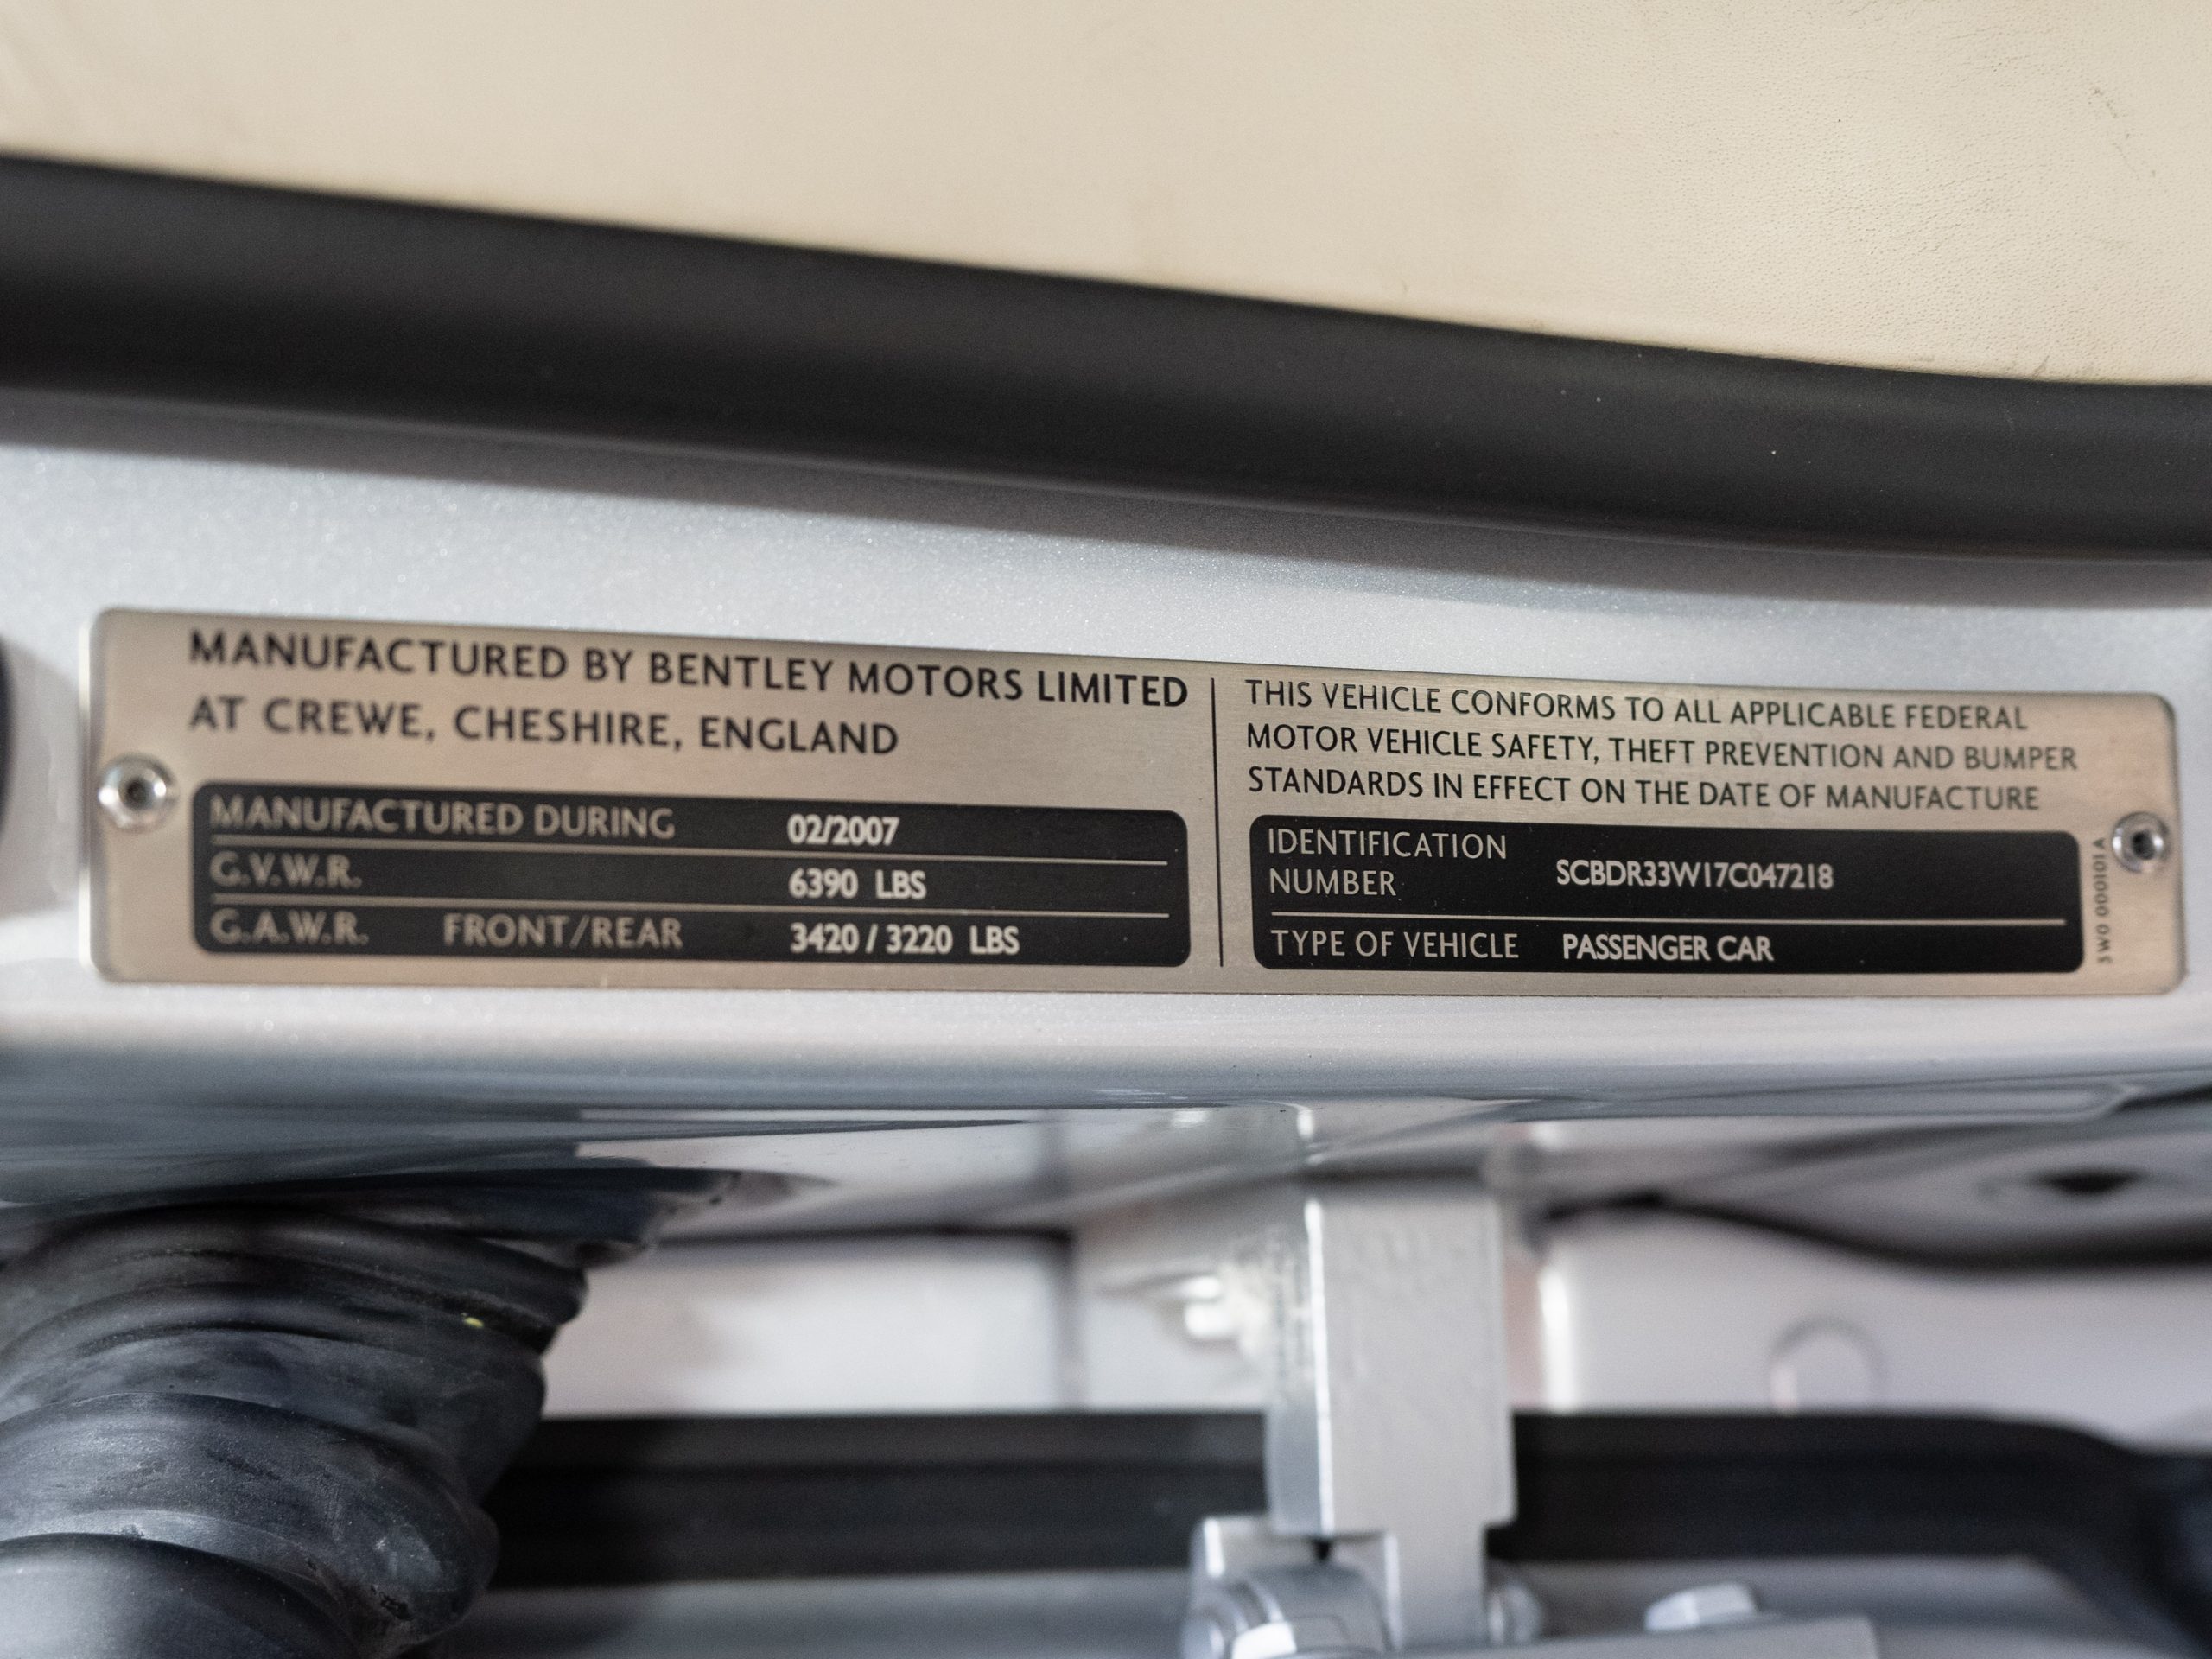 MANUFACTURED BY BENTLEY MOTORS LIMITED
AT CREWE, CHESHIRE, ENGLAND
MANUFACTURED DURING 02/2007
G.V.W.R. 6390 LBS
G.A.W.R. FRONT/REAR 3420 / 3220 LBS
THIS VEHICLE CONFORMS TO ALL APPLICABLE FEDERAL
MOTOR VEHICLE SAFETY, THEFT PREVENTION AND BUMPER
STANDARDS IN EFFECT ON THE DATE OF MANUFACTURE
IDENTIFICATION
NUMBER SCBDR33W17C047218
TYPE OF VEHICLE PASSENGER CAR
3W0 000101A